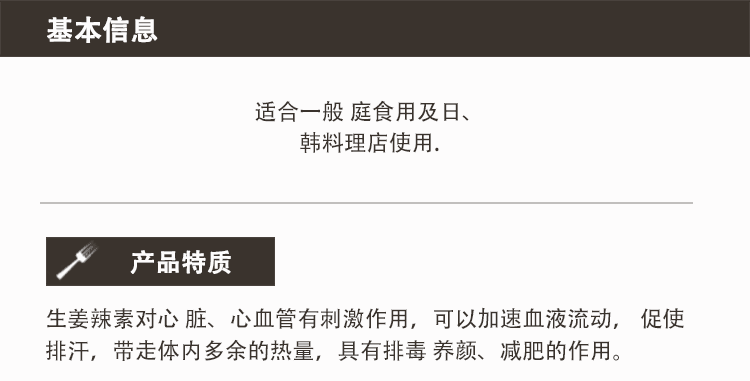 基本信息
适合一般 庭食用及日、
韩料理店使用.
产品特质
生姜辣素对心 脏、心血管有刺激作用，可以加速血液流动， 促使
排汗，带走体内多余的热量，具有排毒 养颜、减肥的作用。